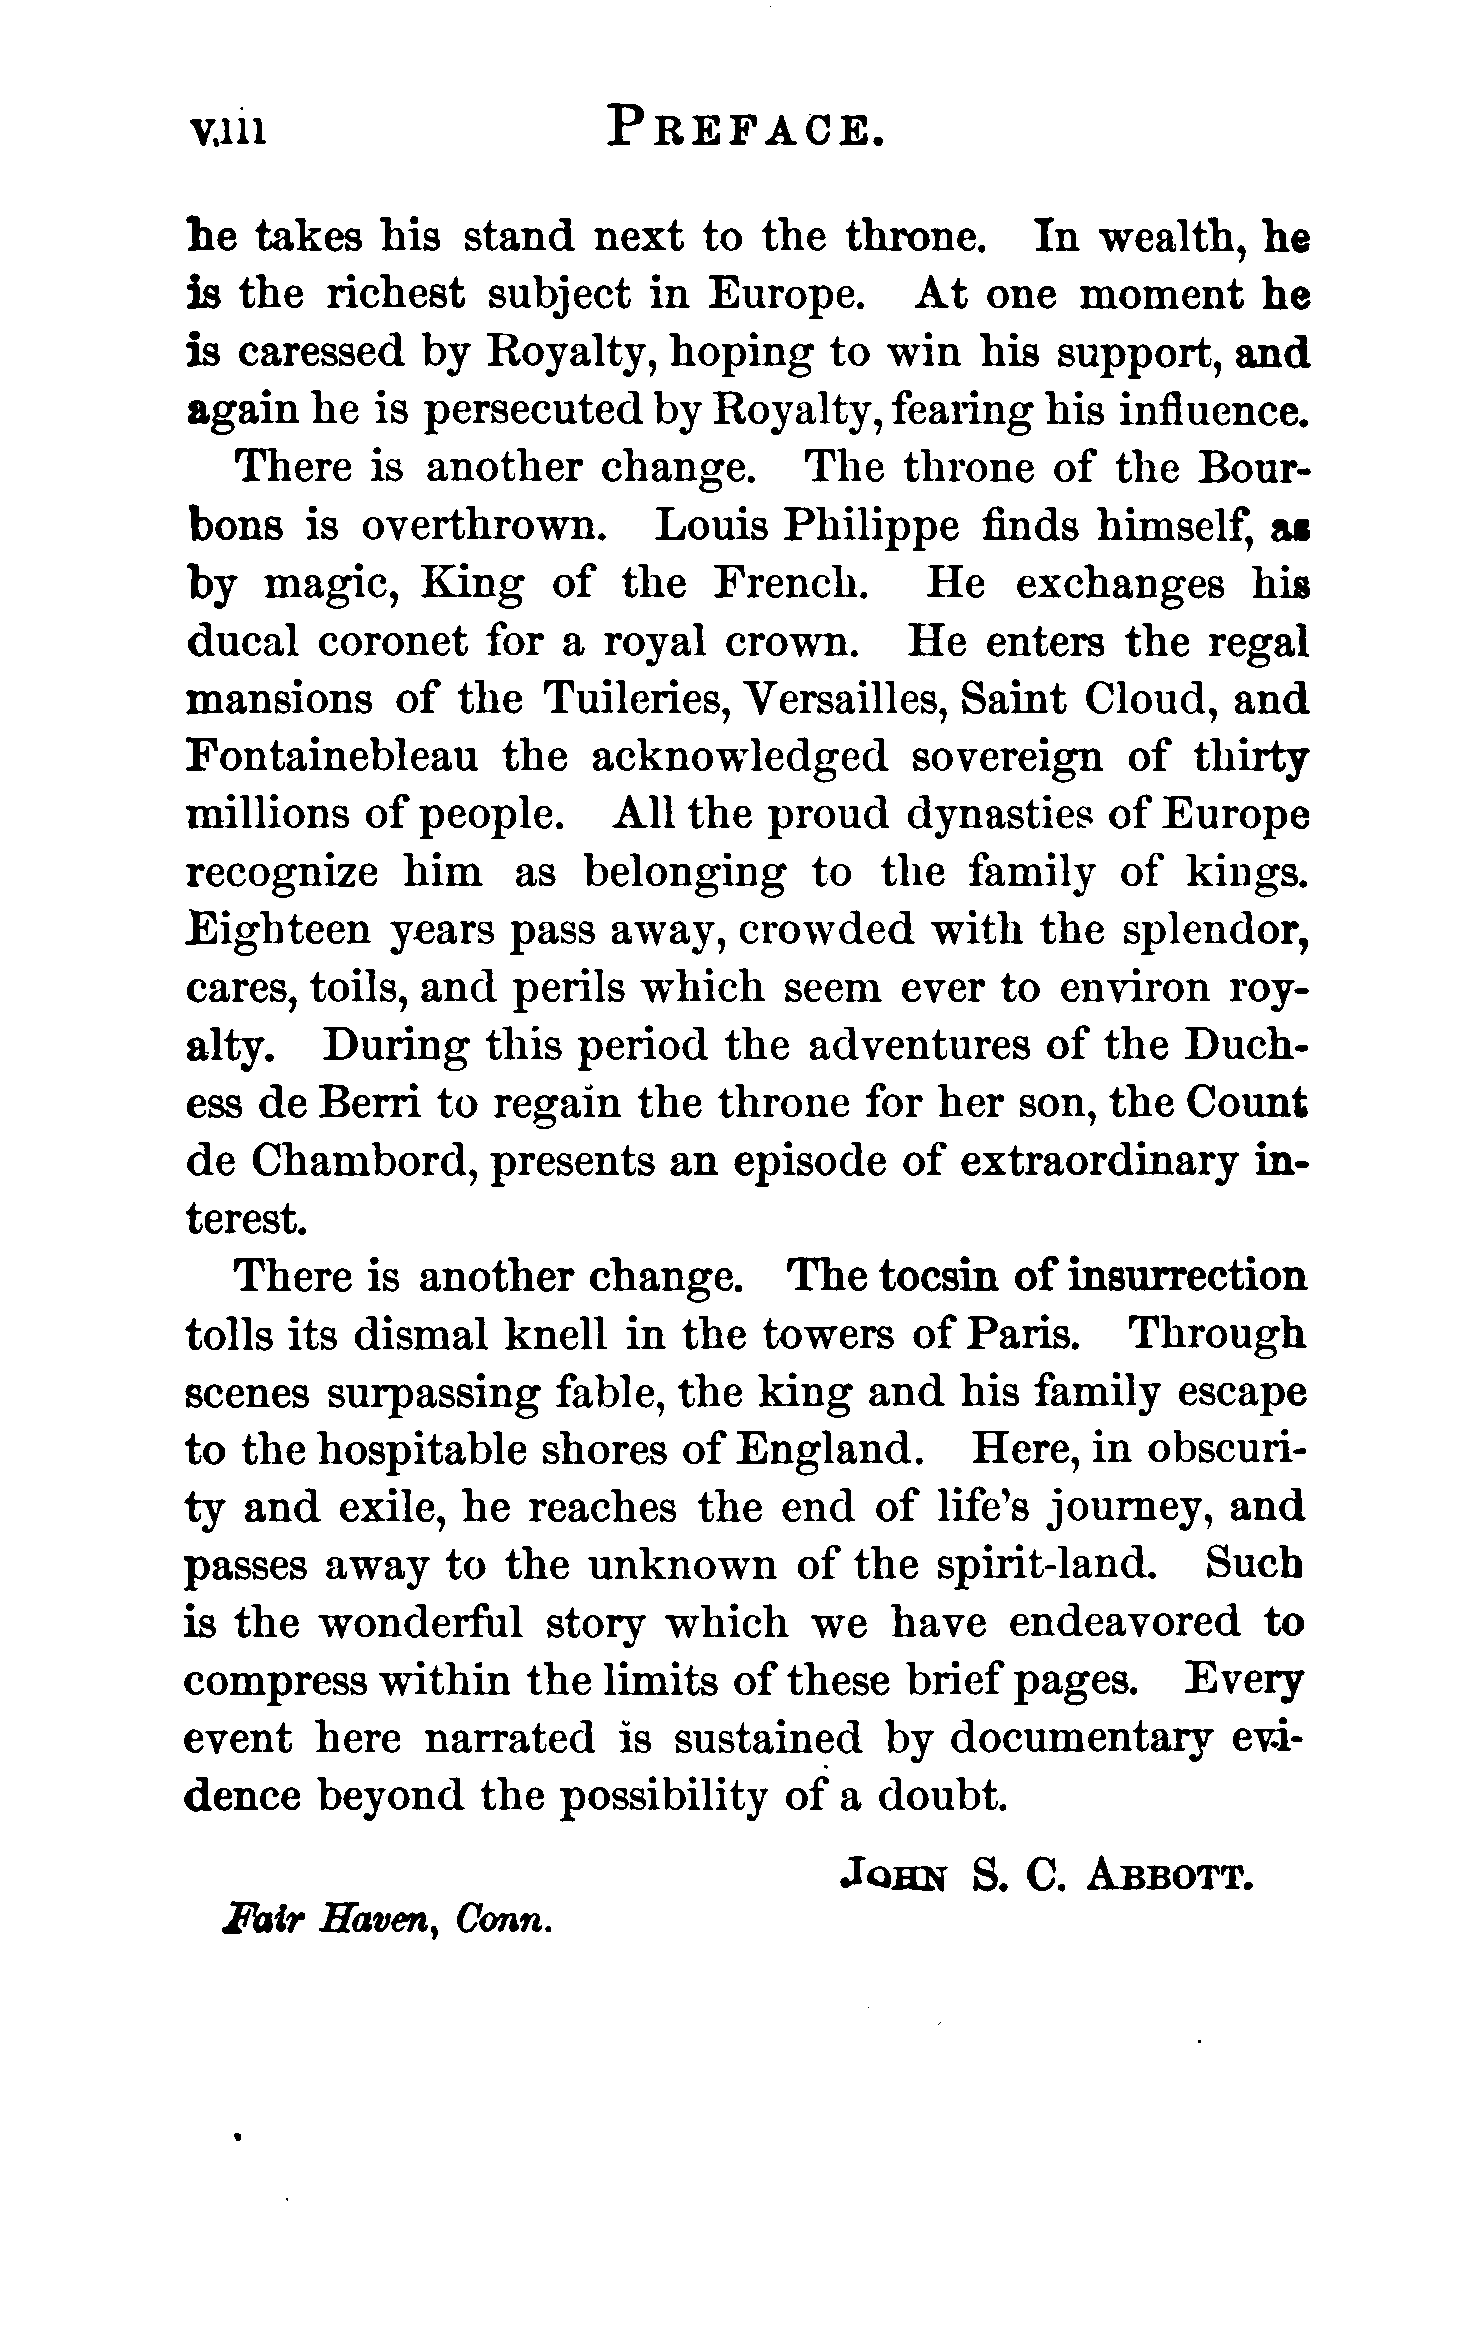 viii PREFACE.
he takes his stand next to the throne. In wealth, he
is the richest subject in Europe. At one moment he
is caressed by Royalty, hoping to win his support, and
again he is persecuted by Royalty, fearing his influence.
There is another change. The throne of the Bour-
bons is overthrown. Louis Philippe finds himself, as
by magic, King of the French. He exchanges his
ducal coronet for a royal crown. He enters the regal
mansions of the Tuileries, Versailles, Saint Cloud, and
Fontainebleau the acknowledged sovereign of thirty
millions of people. All the proud dynasties of Europe
recognize him as belonging to the family of kings.
Eighteen years pass away, crowded with the splendor,
cares, toils, and perils which seem ever to environ roy-
alty. During this period the adventures of the Duch-
ess de Berri to regain the throne for her son, the Count
de Chambord, presents an episode of extraordinary in-
terest.
There is another change. The tocsin of insurrection
tolls its dismal knell in the towers of Paris. Through
scenes surpassing fable, the king and his family escape
to the hospitable shores of England. Here, in obscuri-
ty and exile, he reaches the end of life's journey, and
passes away to the unknown of the spirit-land. Such
is the wonderful story which we have endeavored to
compress within the limits of these brief pages. Every
event here narrated is sustained by documentary evi-
dence beyond the possibility of a doubt.
JOHN S. C. ABBOTT.
Fair Haven, Conn.